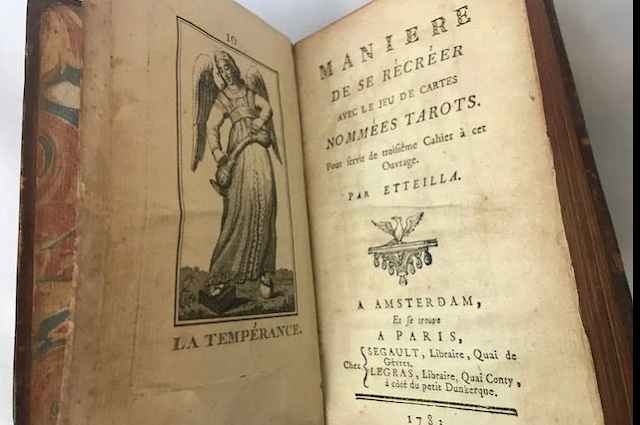 10
LA TEMPÉRANCE.
MANIERE
DE SE RÉCRÉER
AVEC LE JEU DE CARTES
NOMMÉES TAROTS.
Pour servir de troisième Cahier à cet
Ouvrage.
PAR ETTEILLA.
A AMSTERDAM,
Et se trouve
A PARIS,
Chez
SEGAULT, Libraire, Quai de
Gèvres.
LEGRAS, Libraire, Quai Conty,
à côté du petit Dunkerque.